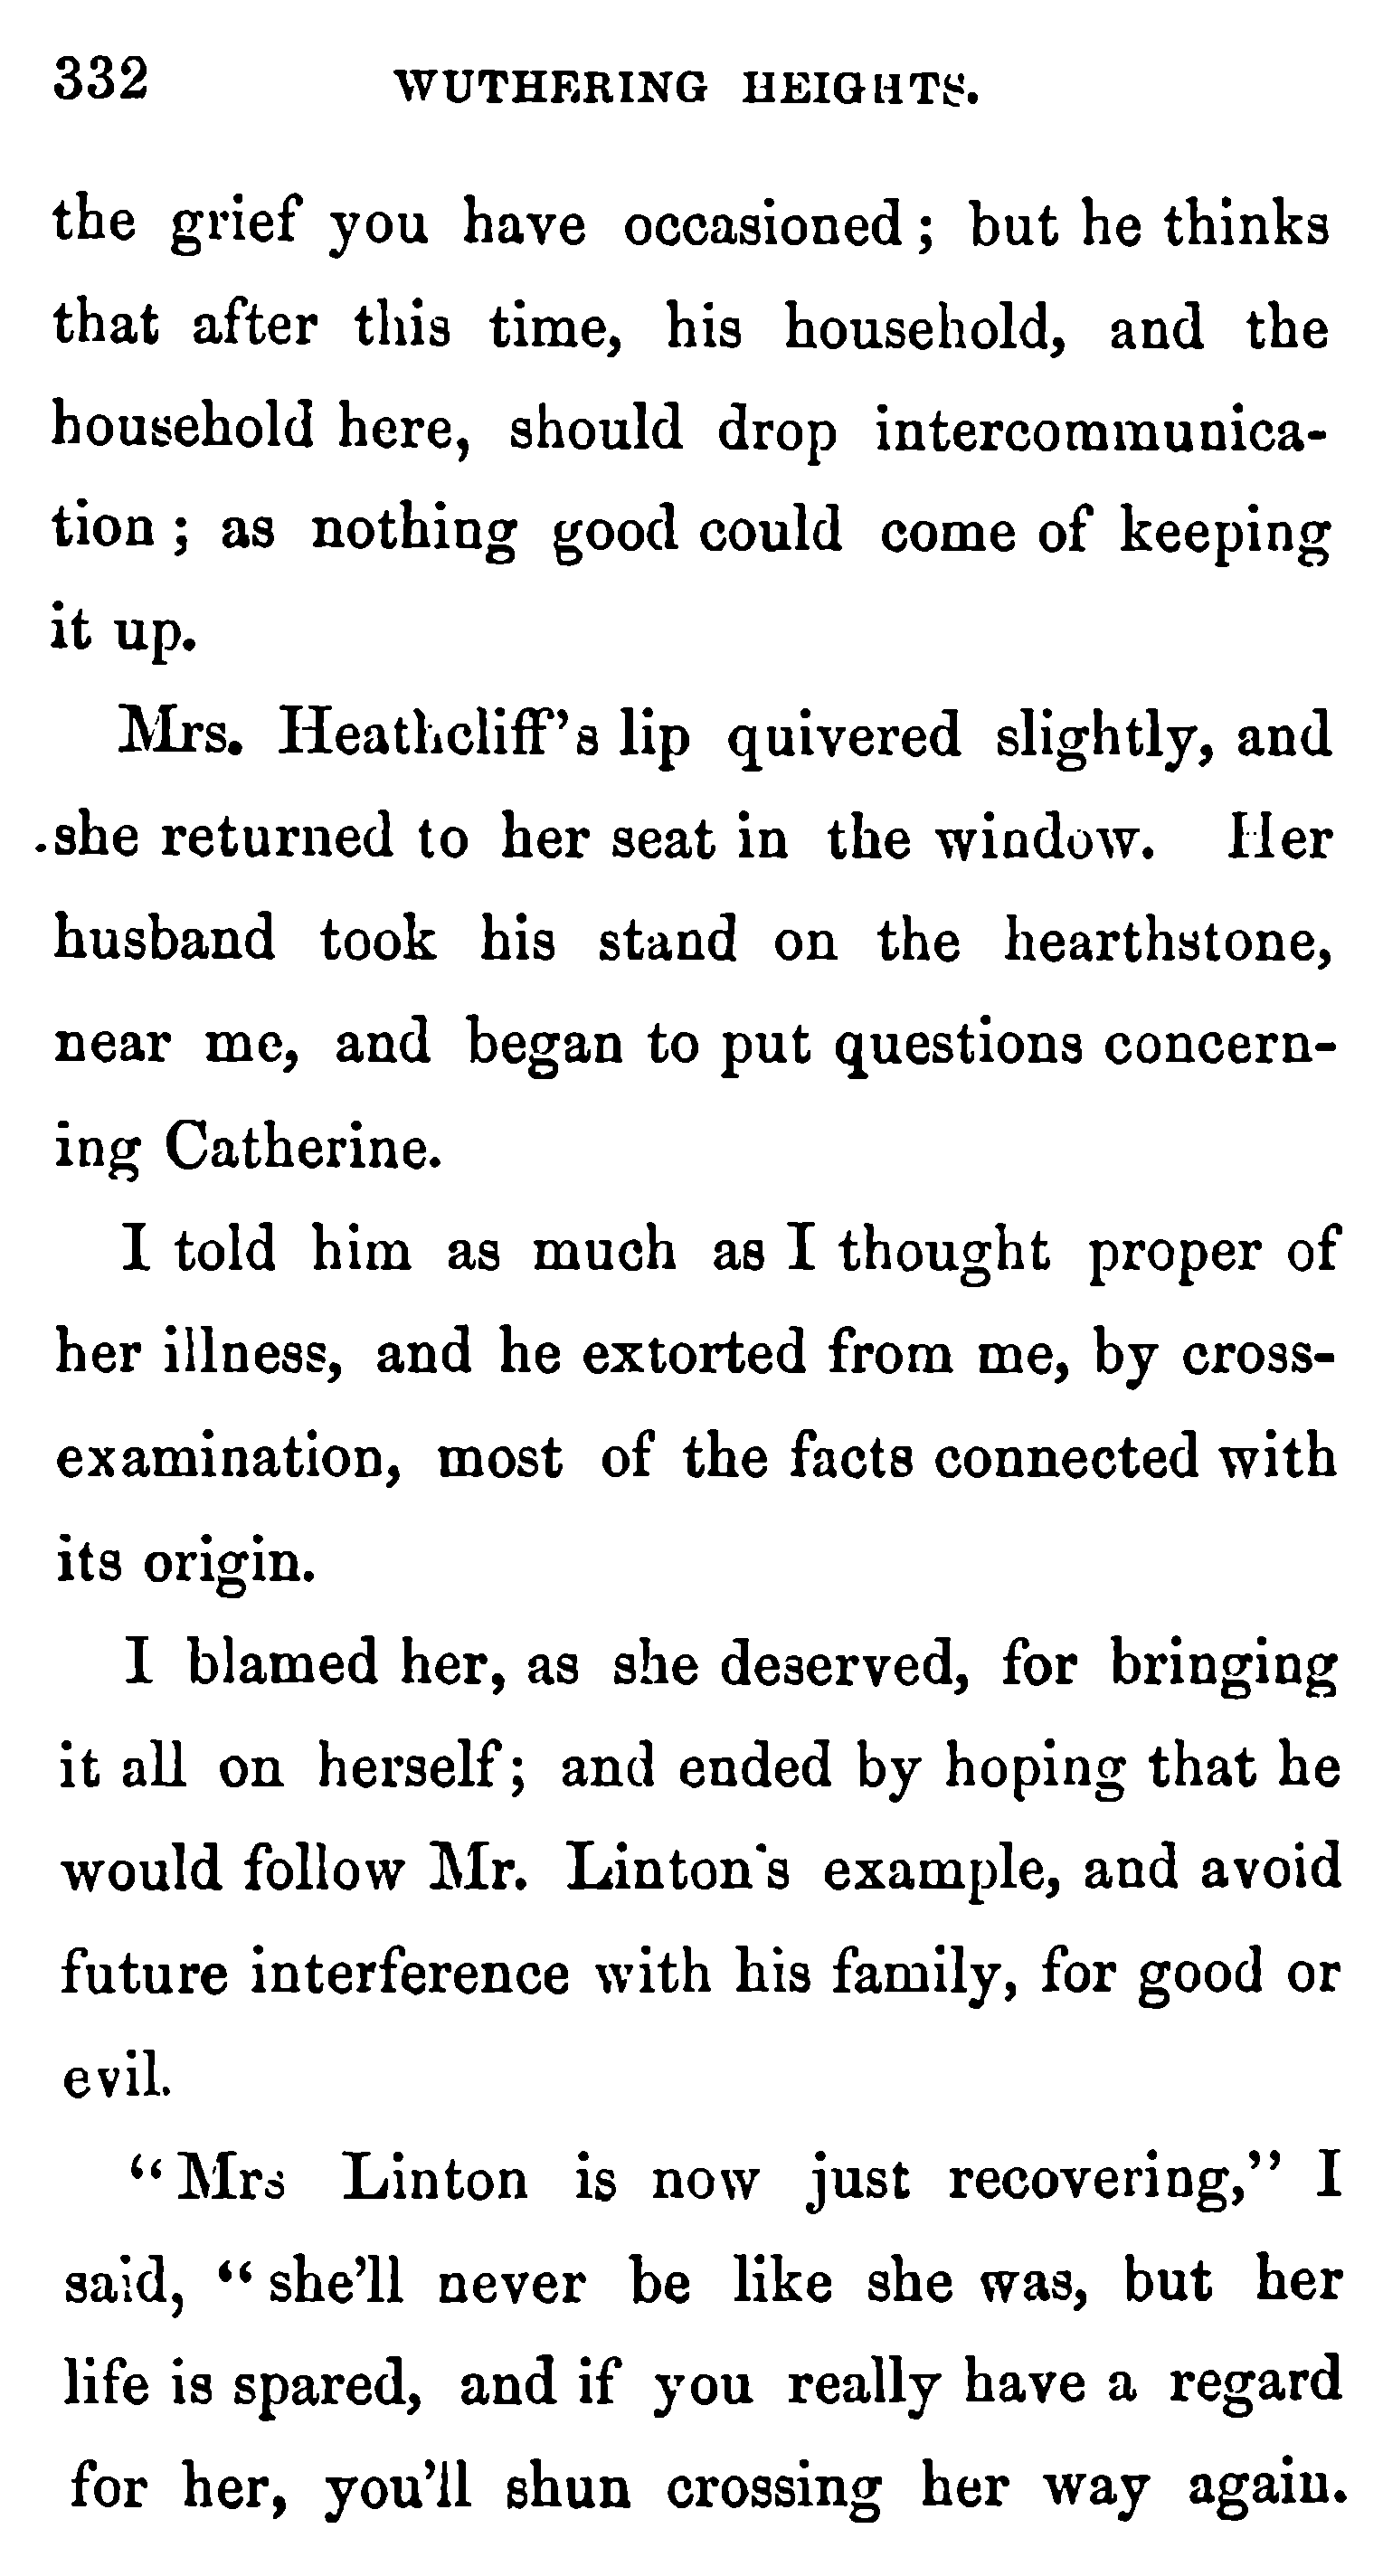 332 WUTHERING HEIGHTS.
the grief you have occasioned; but he thinks
that after this time, his household, and the
household here, should drop intercommunica-
tion; as nothing good could come of keeping
it up.
Mrs. Heathcliff's lip quivered slightly, and
she returned to her seat in the window. Her
husband took his stand on the hearthstone,
near me, and began to put questions concern-
ing Catherine.
I told him as much as I thought proper of
her illness, and he extorted from me, by cross-
examination, most of the facts connected with
its origin.
I blamed her, as she deserved, for bringing
it all on herself; and ended by hoping that he
would follow Mr. Linton's example, and avoid
future interference with his family, for good or
evil.
"Mrs Linton is now just recovering," I
said, "she'll never be like she was, but her
life is spared, and if you really have a regard
for her, you'll shun crossing her way again.